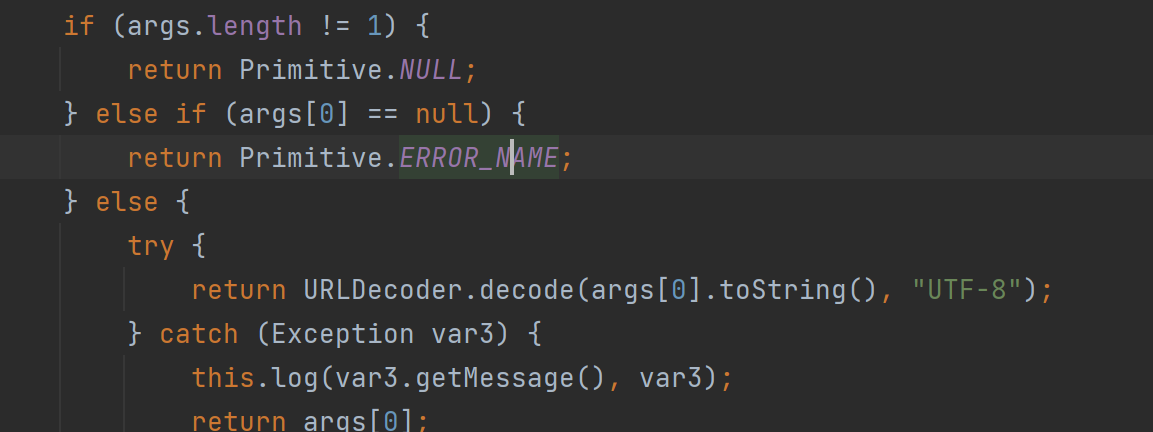 if (args.length != 1) {
return Primitive.NULL;
} else if (args[0] == null) {
return Primitive.ERROR_NAME;
} else {
try {
return URLDecoder.decode(args[0].toString(), "UTF-8");
} catch (Exception var3) {
this.log(var3.getMessage(), var3);
return args[0];